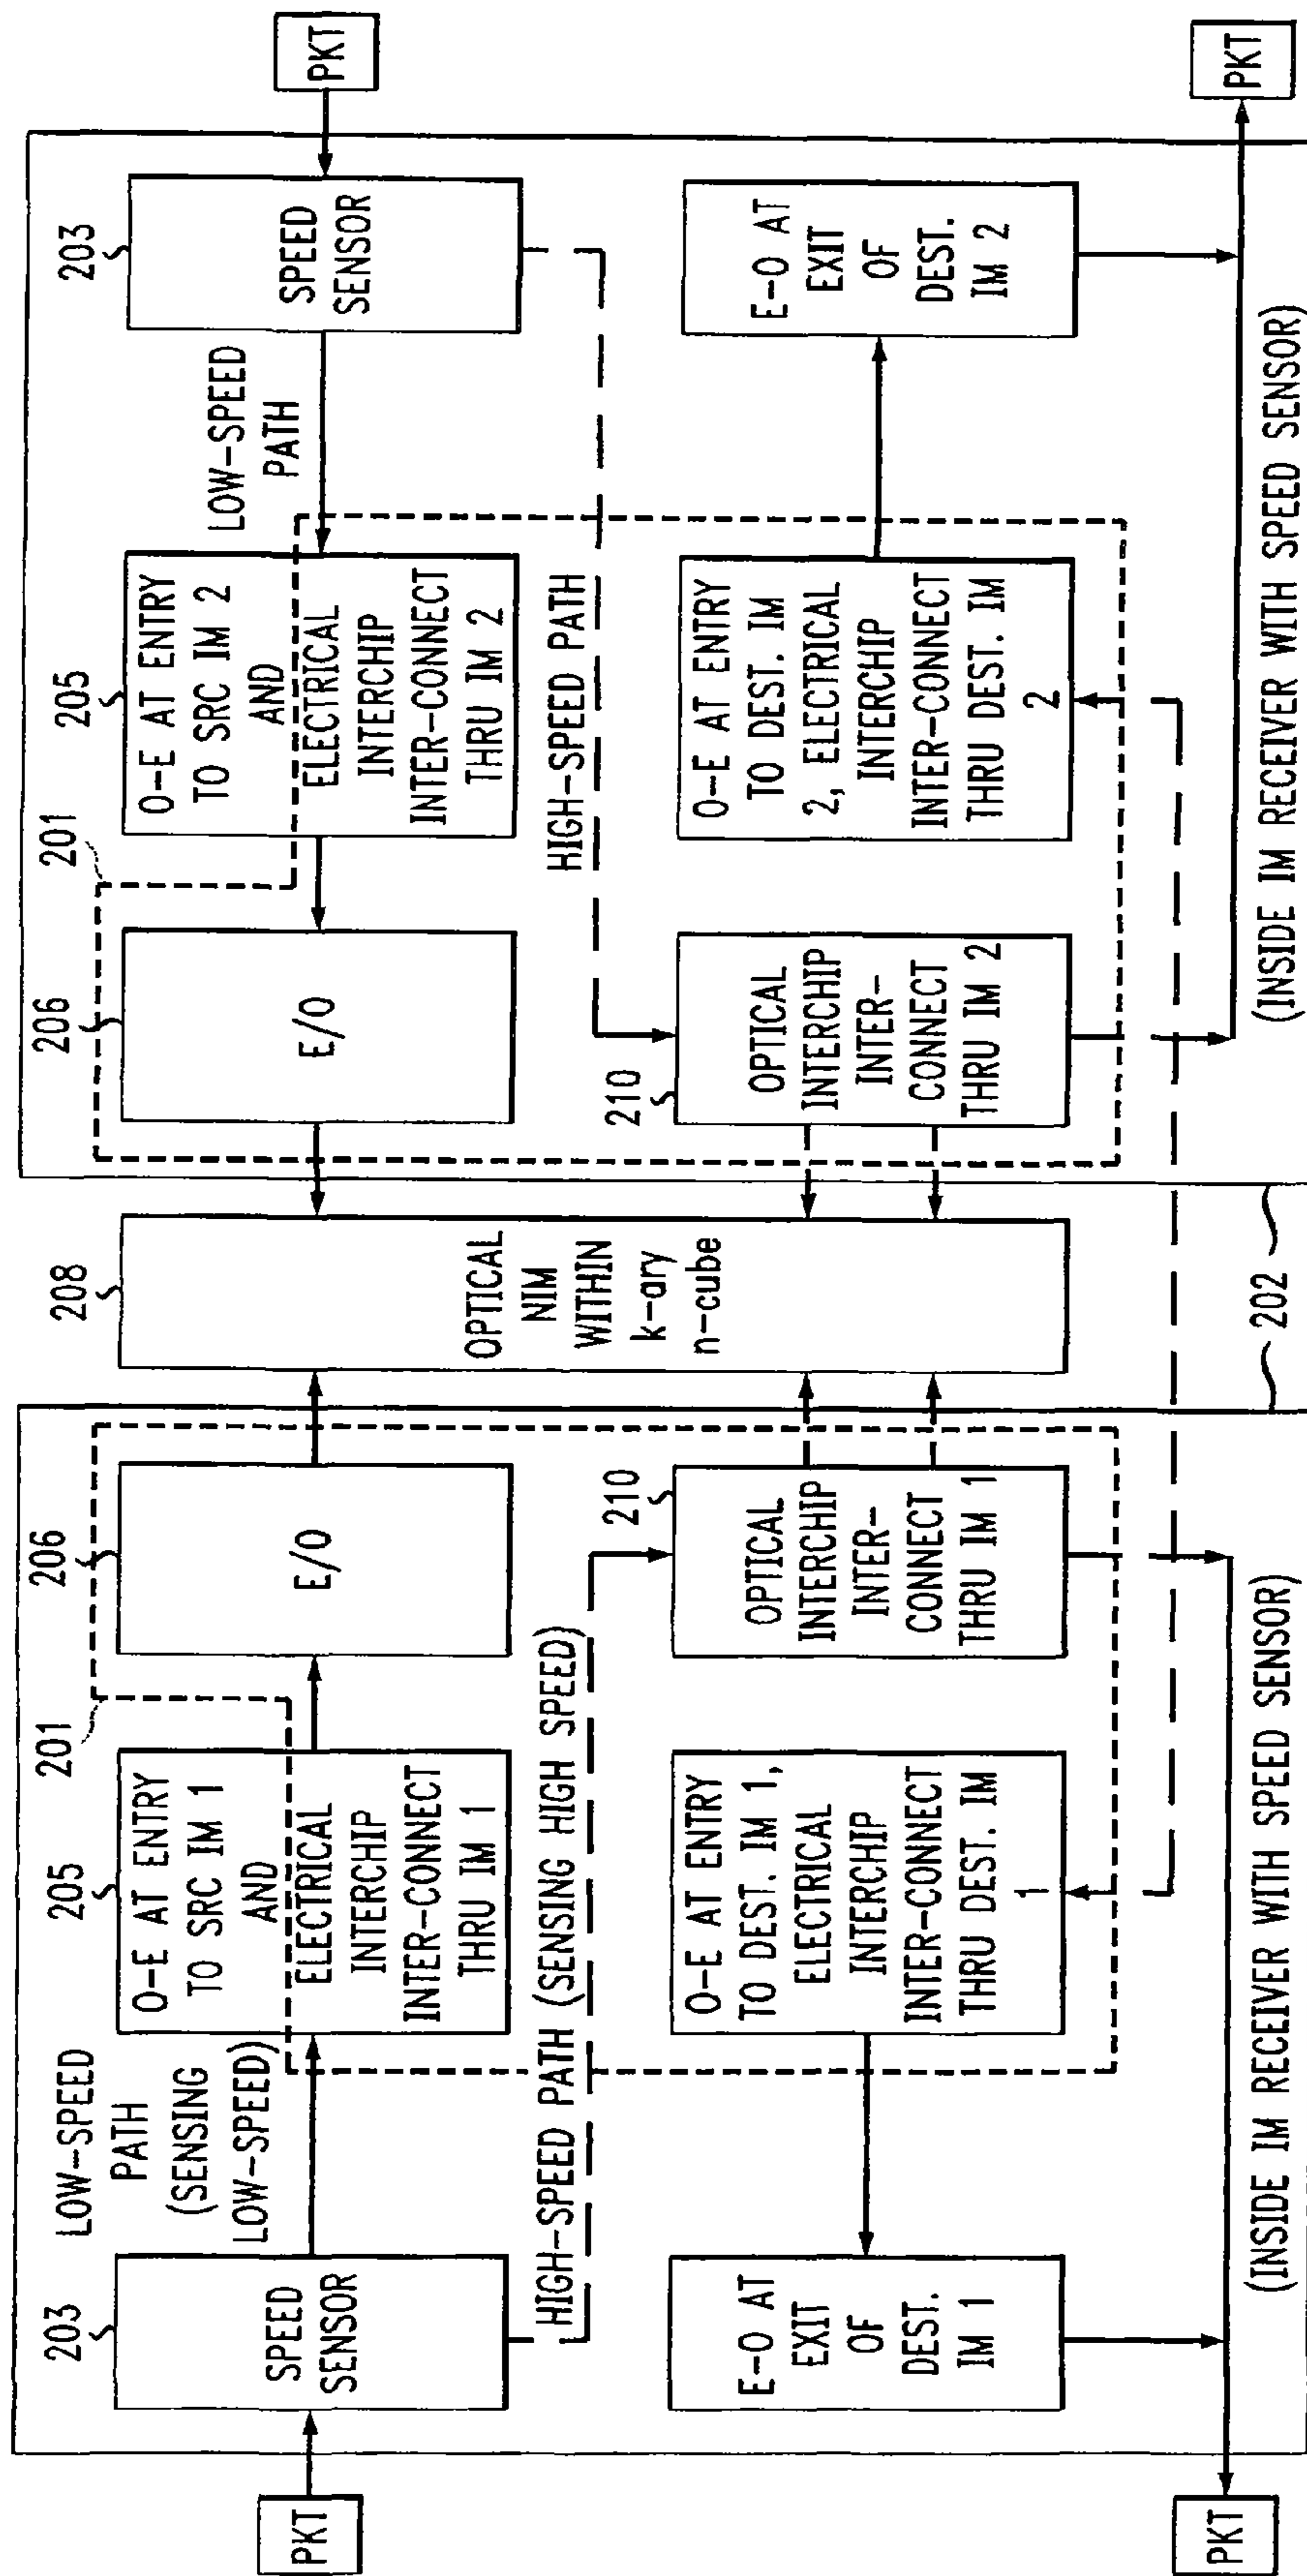 PKT
203
SPEED
SENSOR
LOW-SPEED
PATH
(SENSING
LOW-SPEED)
205
O-E AT ENTRY
TO SRC IM 1
AND
ELECTRICAL
INTERCHIP
INTER-CONNECT
THRU IM 1
201
206
E/O
208
OPTICAL
NIM
WITHIN
k-ary
n-cube
206
E/O
201
205
O-E AT ENTRY
TO SRC IM 2
AND
ELECTRICAL
INTERCHIP
INTER-CONNECT
THRU IM 2
LOW-SPEED
PATH
203
SPEED
SENSOR
PKT
HIGH-SPEED PATH (SENSING HIGH SPEED)
HIGH-SPEED PATH
E-O AT
EXIT
OF
DEST.
IM 1
O-E AT ENTRY
TO DEST. IM 1,
ELECTRICAL
INTERCHIP
INTER-CONNECT
THRU DEST. IM
1
210
OPTICAL
INTERCHIP
INTER-
CONNECT
THRU IM 1
210
OPTICAL
INTERCHIP
INTER-
CONNECT
THRU IM 2
O-E AT ENTRY
TO DEST. IM
2, ELECTRICAL
INTERCHIP
INTER-CONNECT
THRU DEST. IM
2
E-O AT
EXIT
OF
DEST.
IM 2
PKT
(INSIDE IM RECEIVER WITH SPEED SENSOR)
202
(INSIDE IM RECEIVER WITH SPEED SENSOR)
PKT